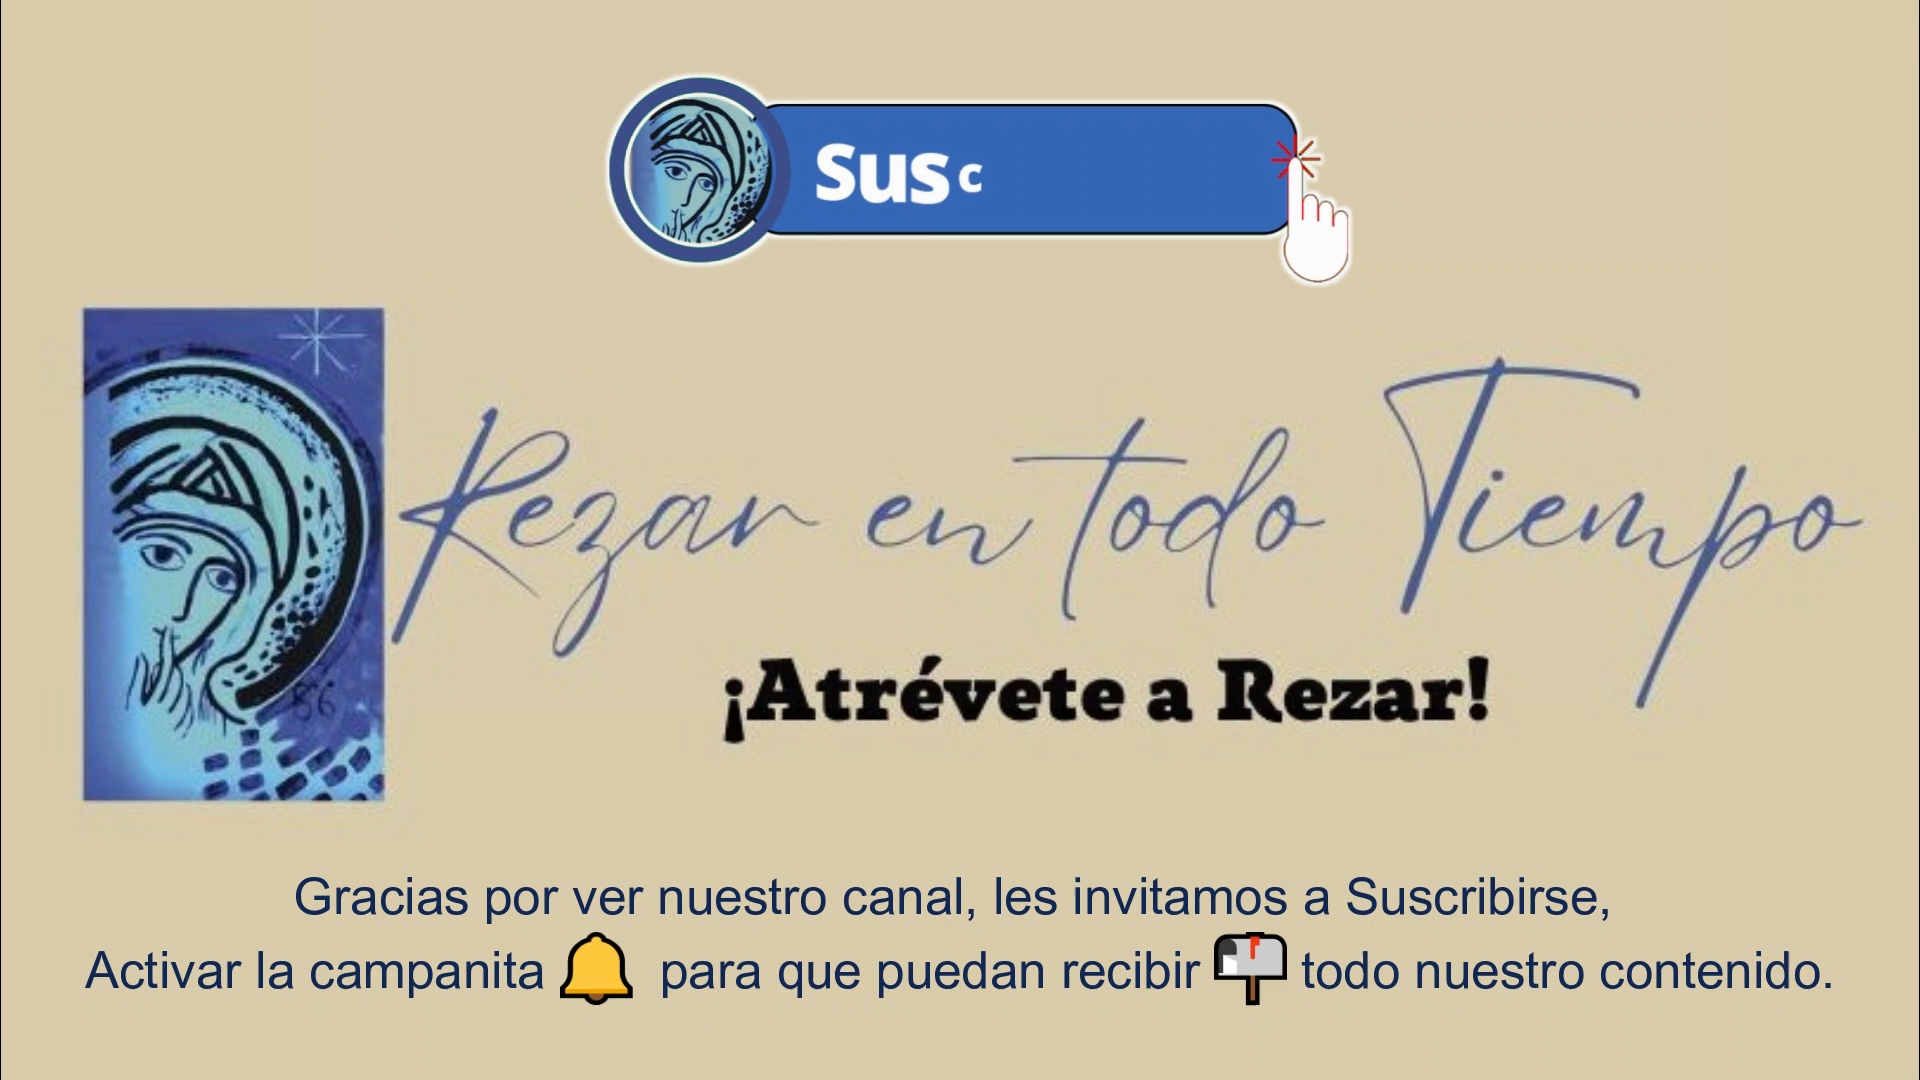 Susc
Rezar en todo Tiempo
¡Atrévete a Rezar!
Gracias por ver nuestro canal, les invitamos a Suscribirse,
Activar la campanita para que puedan recibir todo nuestro contenido.